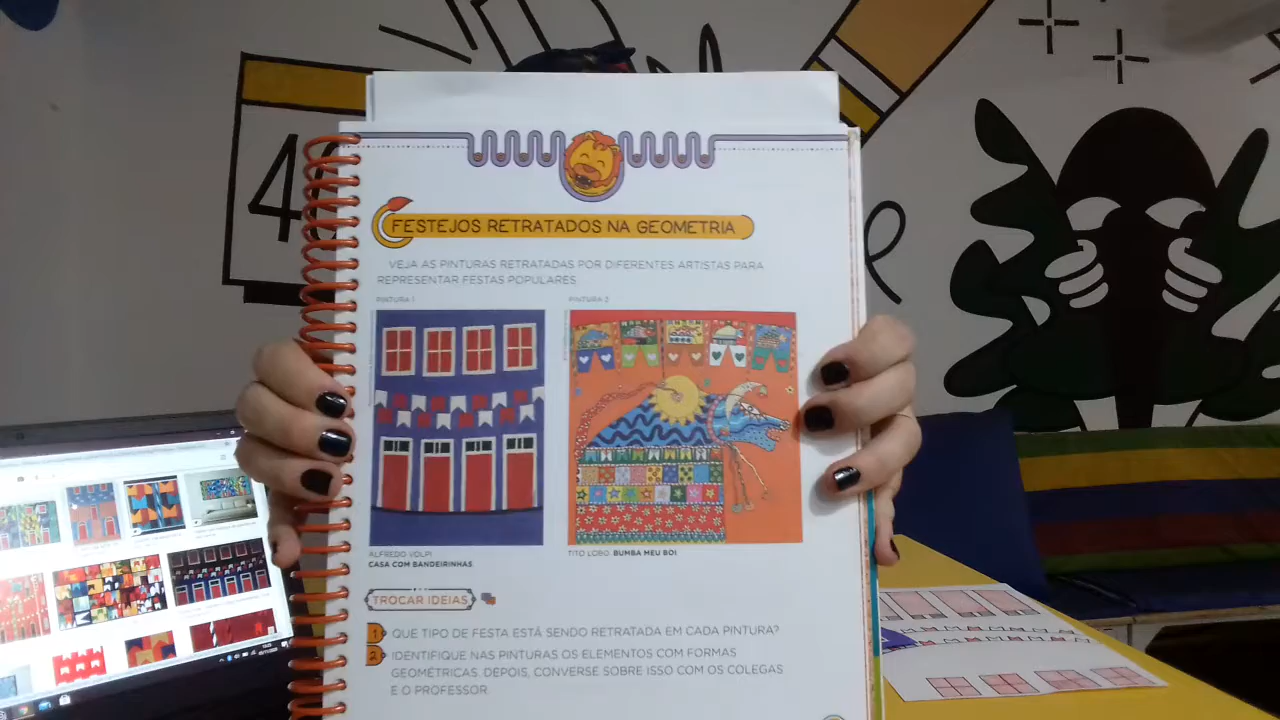 FESTEJOS RETRATADOS NA GEOMETRIA
VEJA AS PINTURAS RETRATADAS POR DIFERENTES ARTISTAS PARA
REPRESENTAR FESTAS POPULARES
PINTURA 1
PINTURA 2
ALFREDO VOLPI
CASA COM BANDEIRINHAS
TITO LOBO. BUMBA MEU BOI
TROCAR IDEIAS
1 QUE TIPO DE FESTA ESTÁ SENDO RETRATADA EM CADA PINTURA?
2 IDENTIFIQUE NAS PINTURAS OS ELEMENTOS COM FORMAS
GEOMÉTRICAS. DEPOIS, CONVERSE SOBRE ISSO COM OS COLEGAS
E O PROFESSOR.